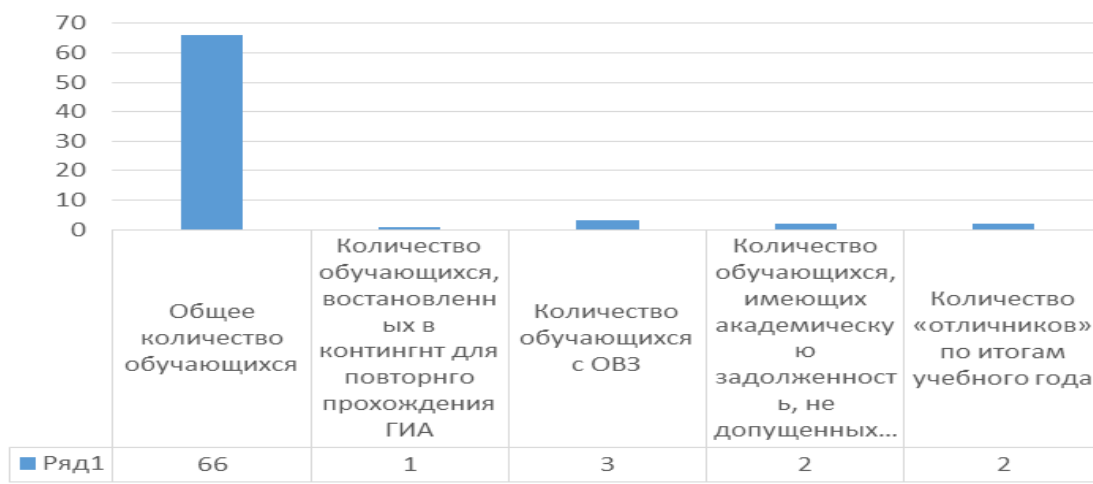 70
60
50
40
30
20
10
0
Общее
количество
обучающихся
Количество
обучающихся,
востановленн
ых в
контингнт для
повторнго
прохождения
ГИА
Количество
обучающихся
с ОВЗ
Количество
обучающихся,
имеющих
академическу
ю
задолженност
ь, не
допущенных...
Количество
«отличников»
по итогам
учебного года
Ряд1 66 1 3 2 2